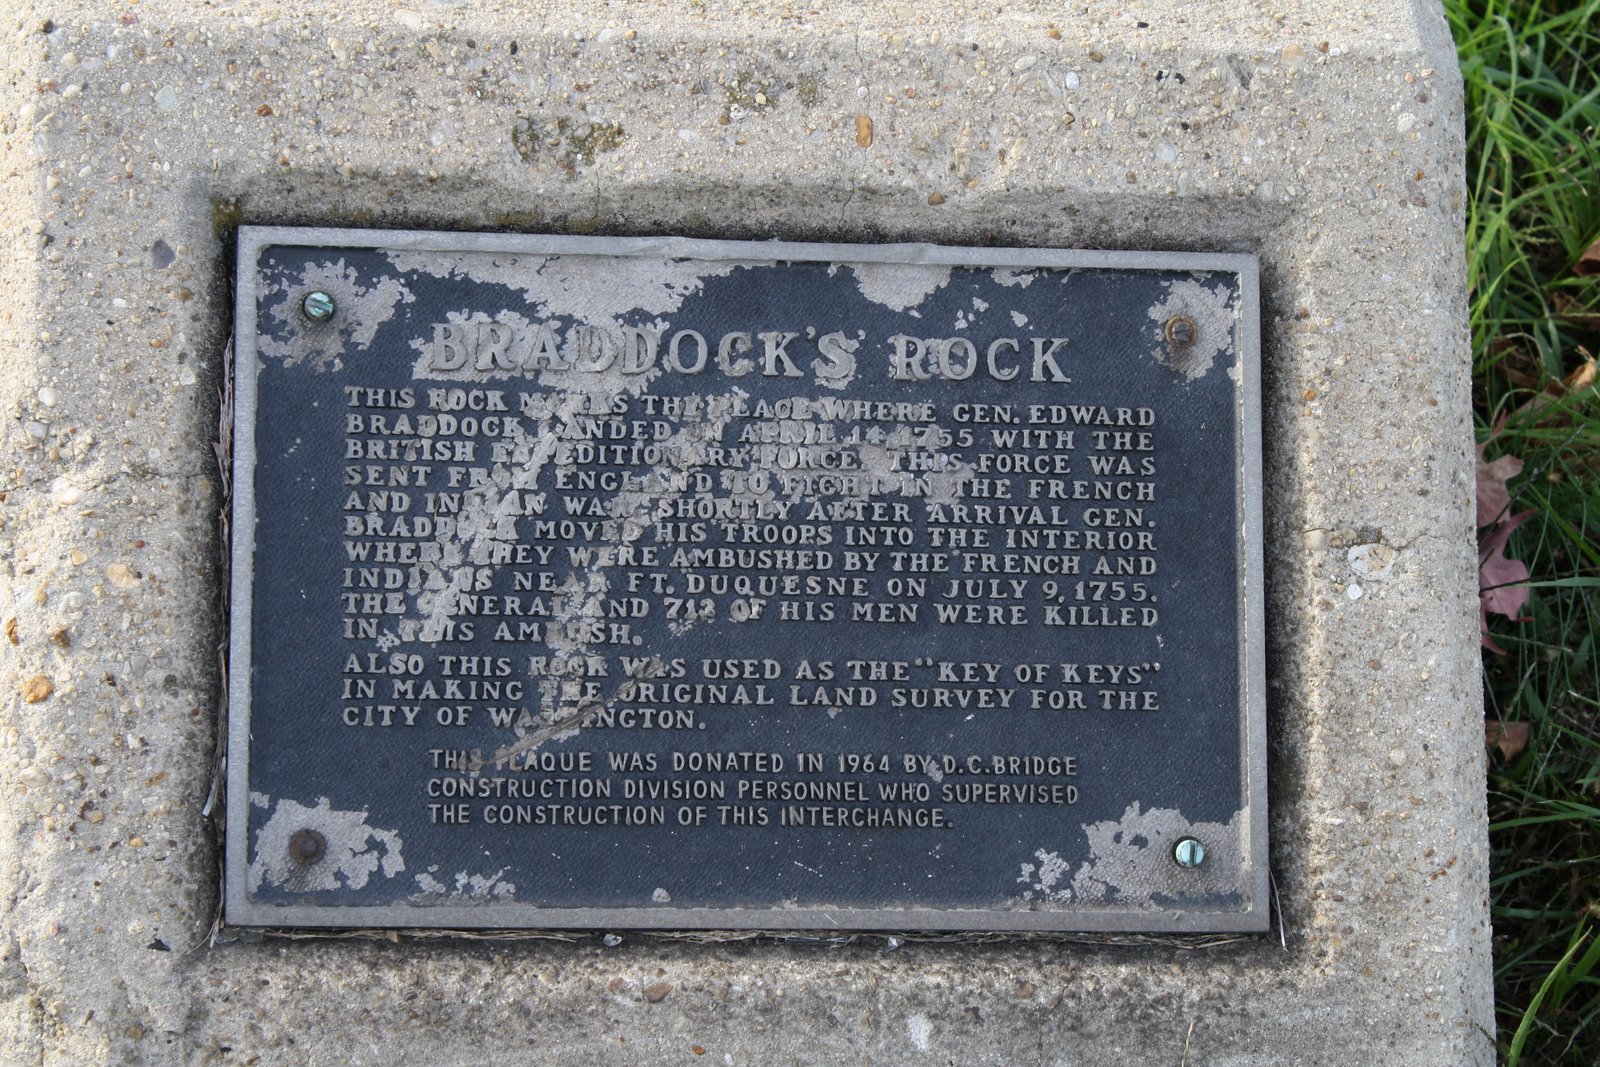 BRADDOCK'S ROCK
THIS ROCK MARKS THE PLACE WHERE GEN. EDWARD
BRADDOCK LANDED ON APRIL 14, 1755 WITH THE
BRITISH EXPEDITIONARY FORCE. THIS FORCE WAS
SENT FROM ENGLAND TO FIGHT IN THE FRENCH
AND INDIAN WAR. SHORTLY AFTER ARRIVAL GEN.
BRADDOCK MOVED HIS TROOPS INTO THE INTERIOR
WHERE THEY WERE AMBUSHED BY THE FRENCH AND
INDIANS NEAR FT. DUQUESNE ON JULY 9, 1755.
THE GENERAL AND 713 OF HIS MEN WERE KILLED
IN THIS AMBUSH.
ALSO THIS ROCK WAS USED AS THE "KEY OF KEYS"
IN MAKING THE ORIGINAL LAND SURVEY FOR THE
CITY OF WASHINGTON.
THIS PLAQUE WAS DONATED IN 1964 BY D.C. BRIDGE
CONSTRUCTION DIVISION PERSONNEL WHO SUPERVISED
THE CONSTRUCTION OF THIS INTERCHANGE.